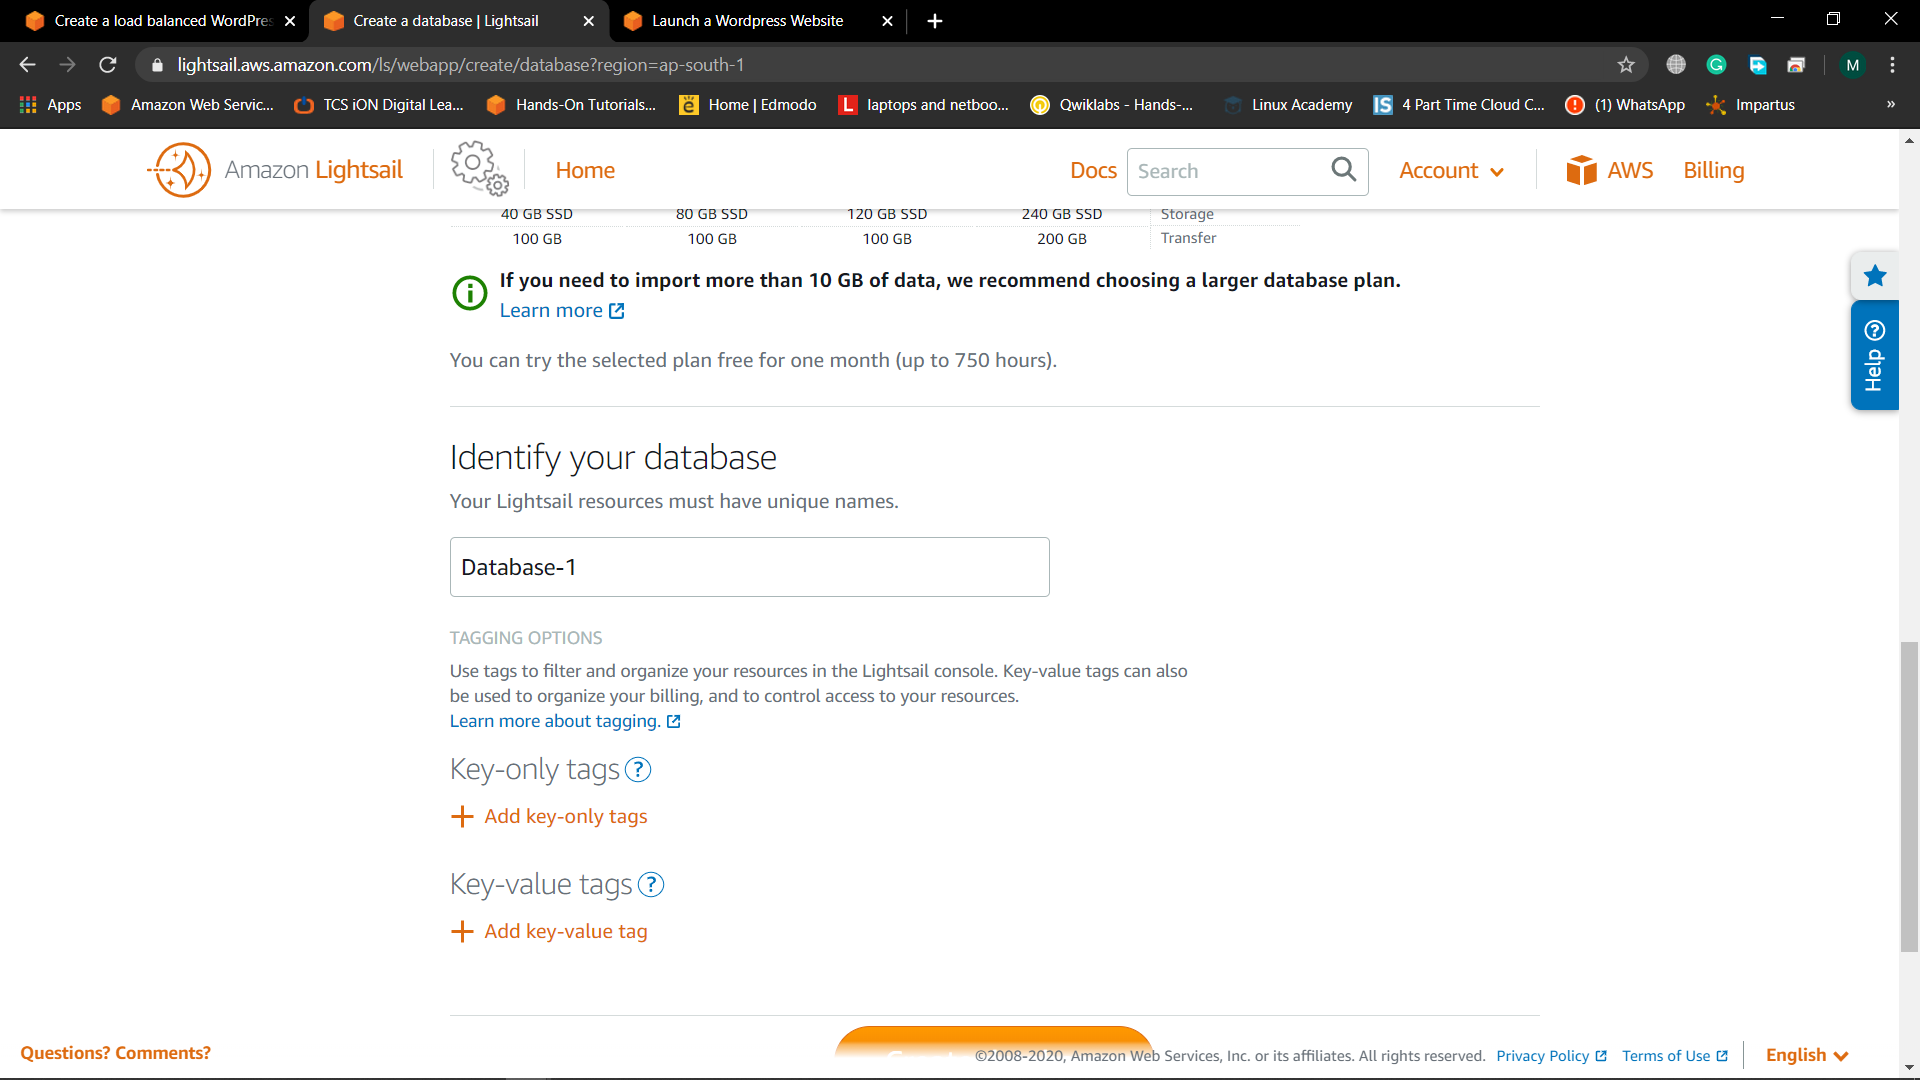 Create a load balanced WordPres
Create a database | Lightsail
Launch a Wordpress Website
lightsail.aws.amazon.com/ls/webapp/create/database?region=ap-south-1
M
Apps
Amazon Web Servic...
TCS iON Digital Lea...
Hands-On Tutorials...
Home | Edmodo
laptops and netboo...
Qwiklabs - Hands-...
Linux Academy
4 Part Time Cloud C...
(1) WhatsApp
Impartus
»
Amazon Lightsail
Home
Docs
Search
Account
AWS
Billing
40 GB SSD 80 GB SSD 120 GB SSD 240 GB SSD Storage
100 GB 100 GB 100 GB 200 GB Transfer
If you need to import more than 10 GB of data, we recommend choosing a larger database plan.
Learn more
Help
You can try the selected plan free for one month (up to 750 hours).
Identify your database
Your Lightsail resources must have unique names.
Database-1
TAGGING OPTIONS
Use tags to filter and organize your resources in the Lightsail console. Key-value tags can also
be used to organize your billing, and to control access to your resources.
Learn more about tagging.
Key-only tags ?
+ Add key-only tags
Key-value tags ?
+ Add key-value tag
Questions? Comments?
©2008-2020, Amazon Web Services, Inc. or its affiliates. All rights reserved.
Privacy Policy
Terms of Use
English